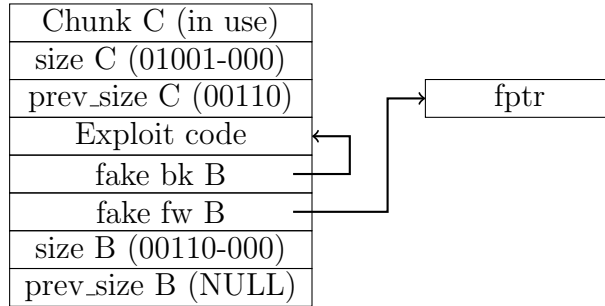 Chunk C (in use)
size C (01001-000)
prev_size C (00110)
fptr
Exploit code
fake bk B
fake fw B
size B (00110-000)
prev_size B (NULL)